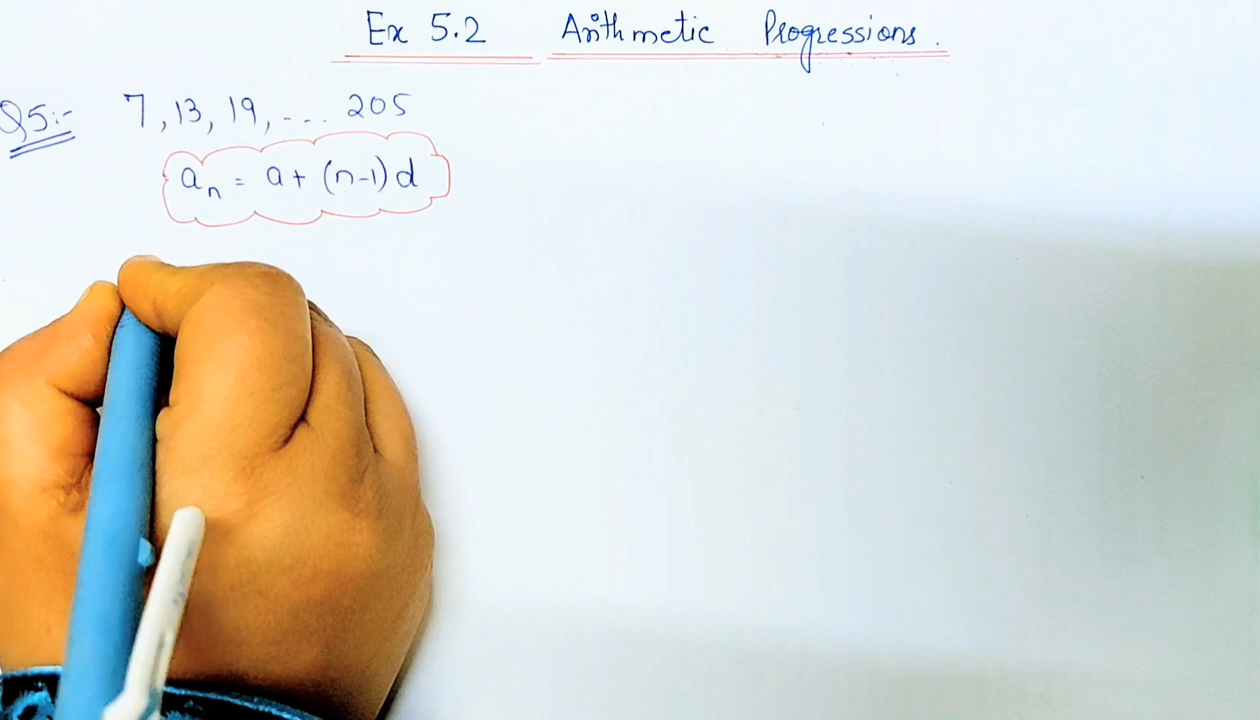 Ex 5.2 Arithmetic Progressions.
Q5:- 7, 13, 19, ... 205
aₙ = a + (n-1) d